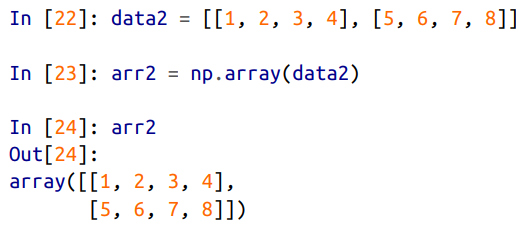 In [22]: data2 = [[1, 2, 3, 4], [5, 6, 7, 8]]
In [23]: arr2 = np.array(data2)
In [24]: arr2
Out[24]:
array([[1, 2, 3, 4],
       [5, 6, 7, 8]])